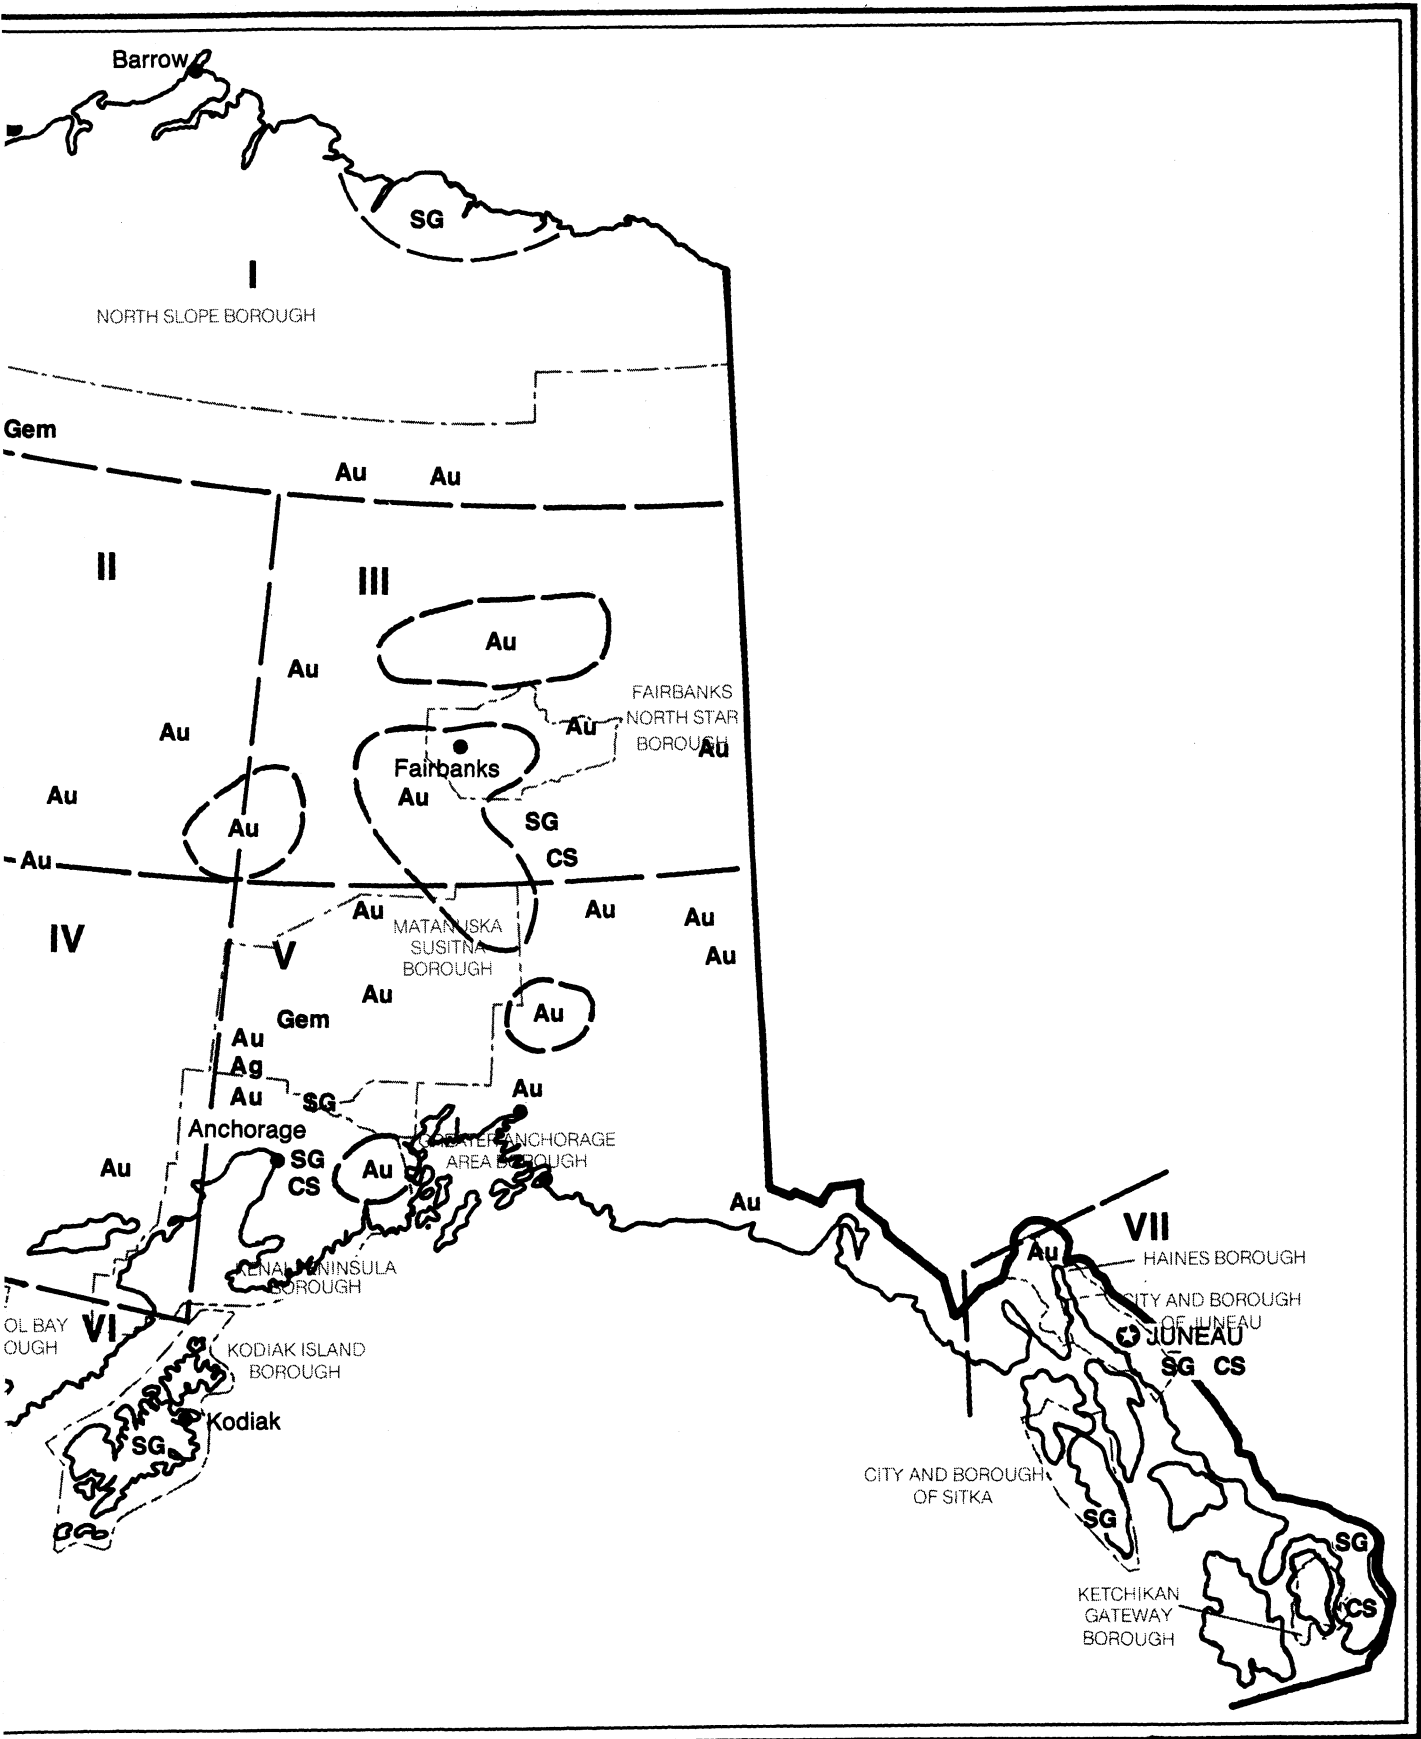 Barrow
SG
I
NORTH SLOPE BOROUGH
Gem
Au
Au
II
III
Au
Au
FAIRBANKS
NORTH STAR
BOROUGH
Au
Au
Au
Fairbanks
Au
Au
Au
SG
CS
Au
IV
Au
MATANUSKA
SUSITNA
BOROUGH
Au
Au
Au
V
Au
Gem
Au
Au
Ag
Au
SG
Au
Anchorage
GREATER ANCHORAGE
AREA BOROUGH
SG
CS
Au
Au
Au
VII
Au
HAINES BOROUGH
KENAI PENINSULA
BOROUGH
CITY AND BOROUGH
OF JUNEAU
JUNEAU
SG CS
OL BAY
OUGH
VI
KODIAK ISLAND
BOROUGH
Kodiak
SG
CITY AND BOROUGH
OF SITKA
SG
SG
CS
KETCHIKAN
GATEWAY
BOROUGH